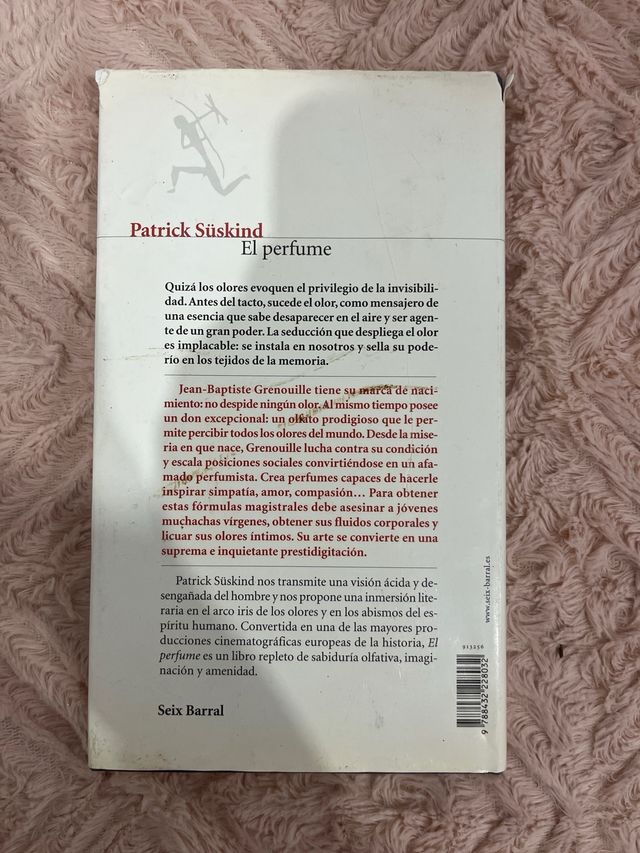 Patrick Süskind
El perfume
Quizá los olores evoquen el privilegio de la invisibili-
dad. Antes del tacto, sucede el olor, como mensajero de
una esencia que sabe desaparecer en el aire y ser agen-
te de un gran poder. La seducción que despliega el olor
es implacable: se instala en nosotros y sella su pode-
río en los tejidos de la memoria.
Jean-Baptiste Grenouille tiene su marca de naci-
miento: no despide ningún olor. Al mismo tiempo posee
un don excepcional: un olfato prodigioso que le per-
mite percibir todos los olores del mundo. Desde la mise-
ria en que nace, Grenouille lucha contra su condición
y escala posiciones sociales convirtiéndose en un afa-
mado perfumista. Crea perfumes capaces de hacerle
inspirar simpatía, amor, compasión… Para obtener
estas fórmulas magistrales debe asesinar a jóvenes
muchachas vírgenes, obtener sus fluidos corporales y
licuar sus olores íntimos. Su arte se convierte en una
suprema e inquietante prestidigitación.
Patrick Süskind nos transmite una visión ácida y de-
sengañada del hombre y nos propone una inmersión lite-
raria en el arco iris de los olores y en los abismos del es-
píritu humano. Convertida en una de las mayores pro-
ducciones cinematográficas europeas de la historia, El
perfume es un libro repleto de sabiduría olfativa, imagi-
nación y amenidad.
Seix Barral
www.seix-barral.es
913256
9 788432 228032